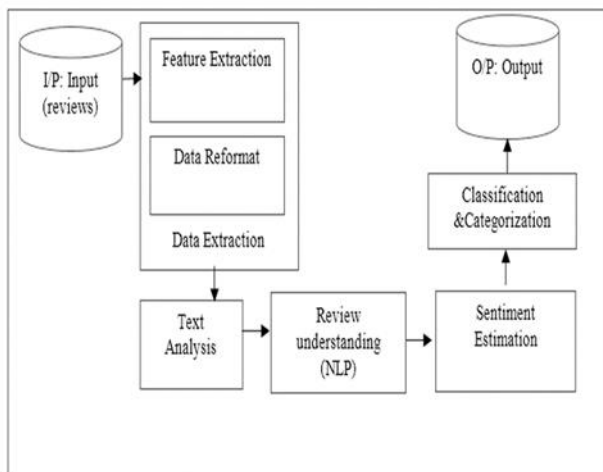 I/P: Input
(reviews)
Feature Extraction
Data Reformat
Data Extraction
Text
Analysis
Review
understanding
(NLP)
Sentiment
Estimation
Classification
&Categorization
O/P: Output